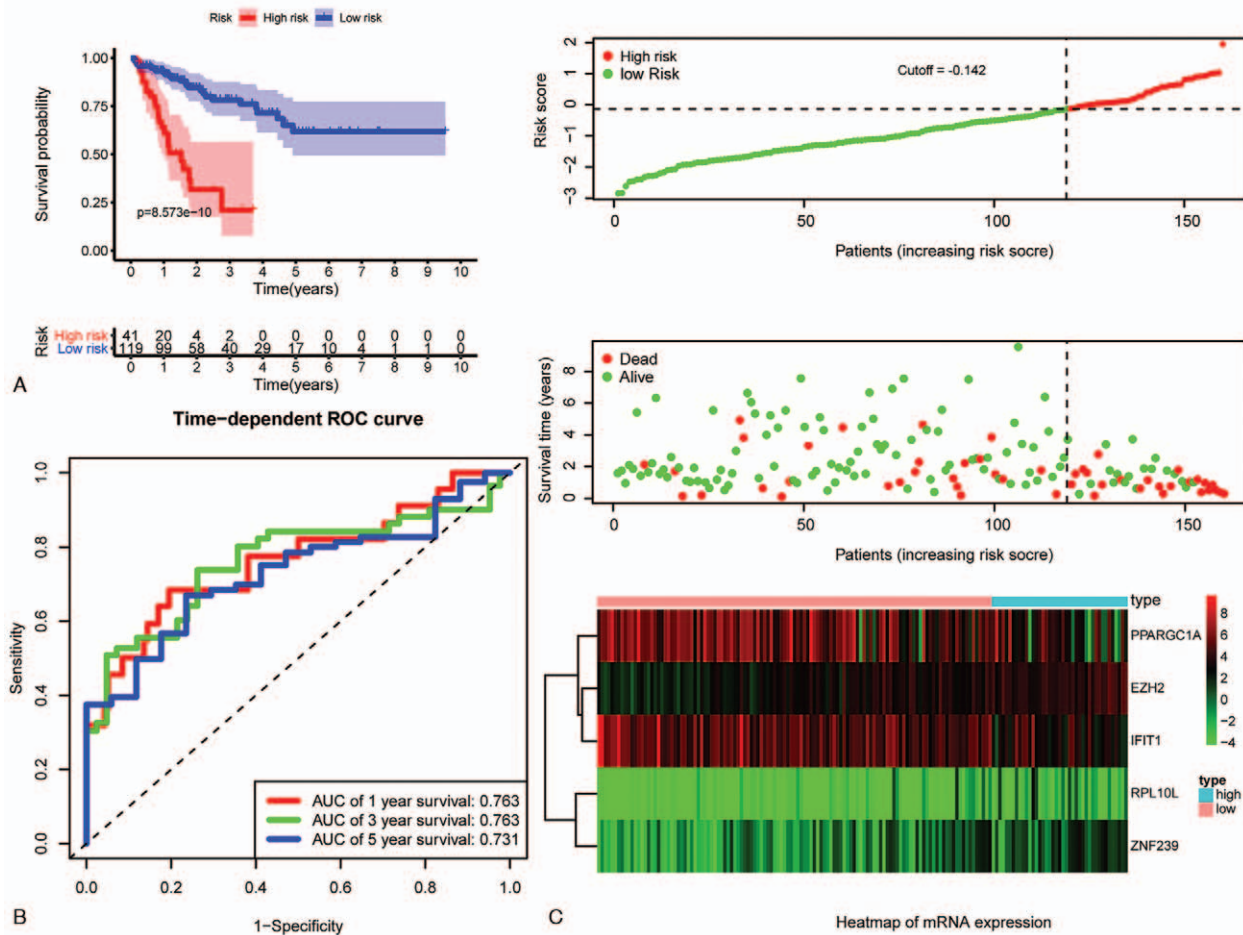 Risk High risk Low risk
Survival probability
1.00
0.75
0.50
0.25
0.00
p=8.573e-10
0 1 2 3 4 5 6 7 8 9 10
Time(years)
Risk
High risk 41 20 4 2 0 0 0 0 0 0 0
Low risk 119 99 58 40 29 17 10 4 1 1 0
0 1 2 3 4 5 6 7 8 9 10
Time(years)
A
Risk score
2
1
0
-1
-2
-3
High risk
low Risk
Cutoff = -0.142
0 50 100 150
Patients (increasing risk socre)
Survival time (years)
8
6
4
2
0
Dead
Alive
0 50 100 150
Patients (increasing risk socre)
Time-dependent ROC curve
Sensitivity
1.0
0.8
0.6
0.4
0.2
0.0
AUC of 1 year survival: 0.763
AUC of 3 year survival: 0.763
AUC of 5 year survival: 0.731
0.0 0.2 0.4 0.6 0.8 1.0
1-Specificity
B
type
PPARGC1A
EZH2
IFIT1
RPL10L
ZNF239
8
6
4
2
0
-2
-4
type
high
low
C
Heatmap of mRNA expression